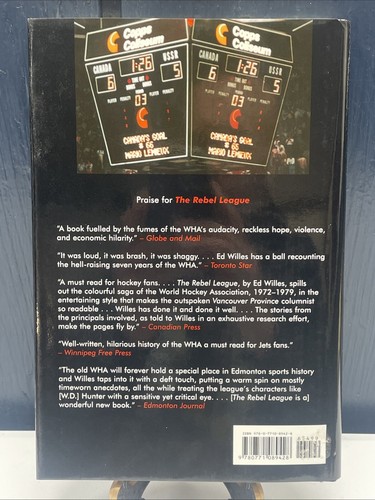 Copps
Coliseum
CANADA 1:26 USSR
6 5
PLAYER PENALTY PERIOD PLAYER PENALTY
03
CANADA'S GOAL
# 66
MARIO LEMIEUX
Copps
Coliseum
CANADA 1:26 USSR
6 5
03
CANADA'S GOAL
MARIO LEMIEUX
Praise for The Rebel League
"A book fuelled by the fumes of the WHA's audacity, reckless hope, violence,
and economic hilarity." – Globe and Mail
"It was loud, it was brash, it was shaggy. . . . Ed Willes has a ball recounting
the hell-raising seven years of the WHA." – Toronto Star
"A must read for hockey fans. . . . The Rebel League, by Ed Willes, spills
out the colourful saga of the World Hockey Association, 1972–1979, in the
entertaining style that makes the outspoken Vancouver Province columnist
so readable . . . Willes has done it and done it well. . . . The stories from
the principals involved, as told to Willes in an exhaustive research effort,
make the pages fly by." – Canadian Press
"Well-written, hilarious history of the WHA a must read for Jets fans."
– Winnipeg Free Press
"The old WHA will forever hold a special place in Edmonton sports history
and Willes taps into it with a deft touch, putting a warm spin on mostly
timeworn anecdotes, all the while treating the league's characters like
[W.D.] Hunter with a sensitive yet critical eye. . . . [The Rebel League is a]
wonderful new book." – Edmonton Journal
9 780771 089428